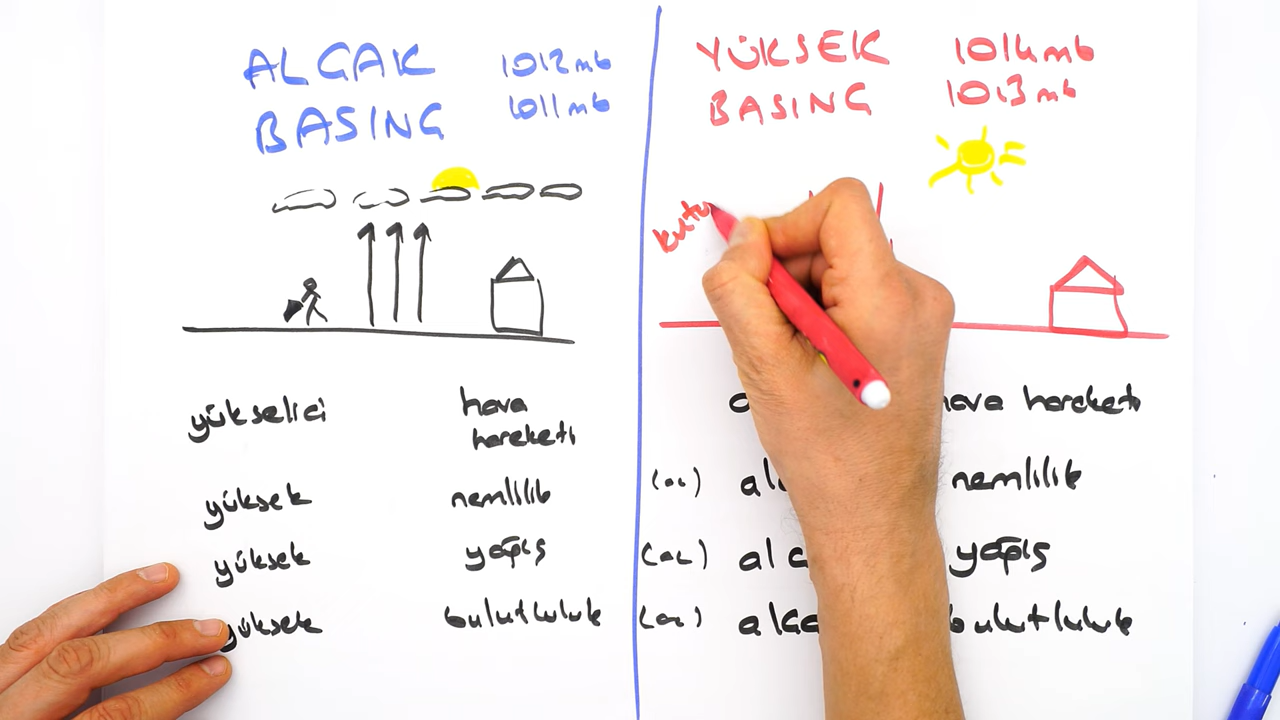 ALÇAK 1012mb
BASINÇ 1011mb
YÜKSEK 1014mb
BASINÇ 1013mb
yükselici hava
hareketi
yüksek nemlilik
yüksek yağış
yüksek bulutluluk
kutu
hava hareketi
(az) nemlilik
(az) yağış
(az) bulutluluk